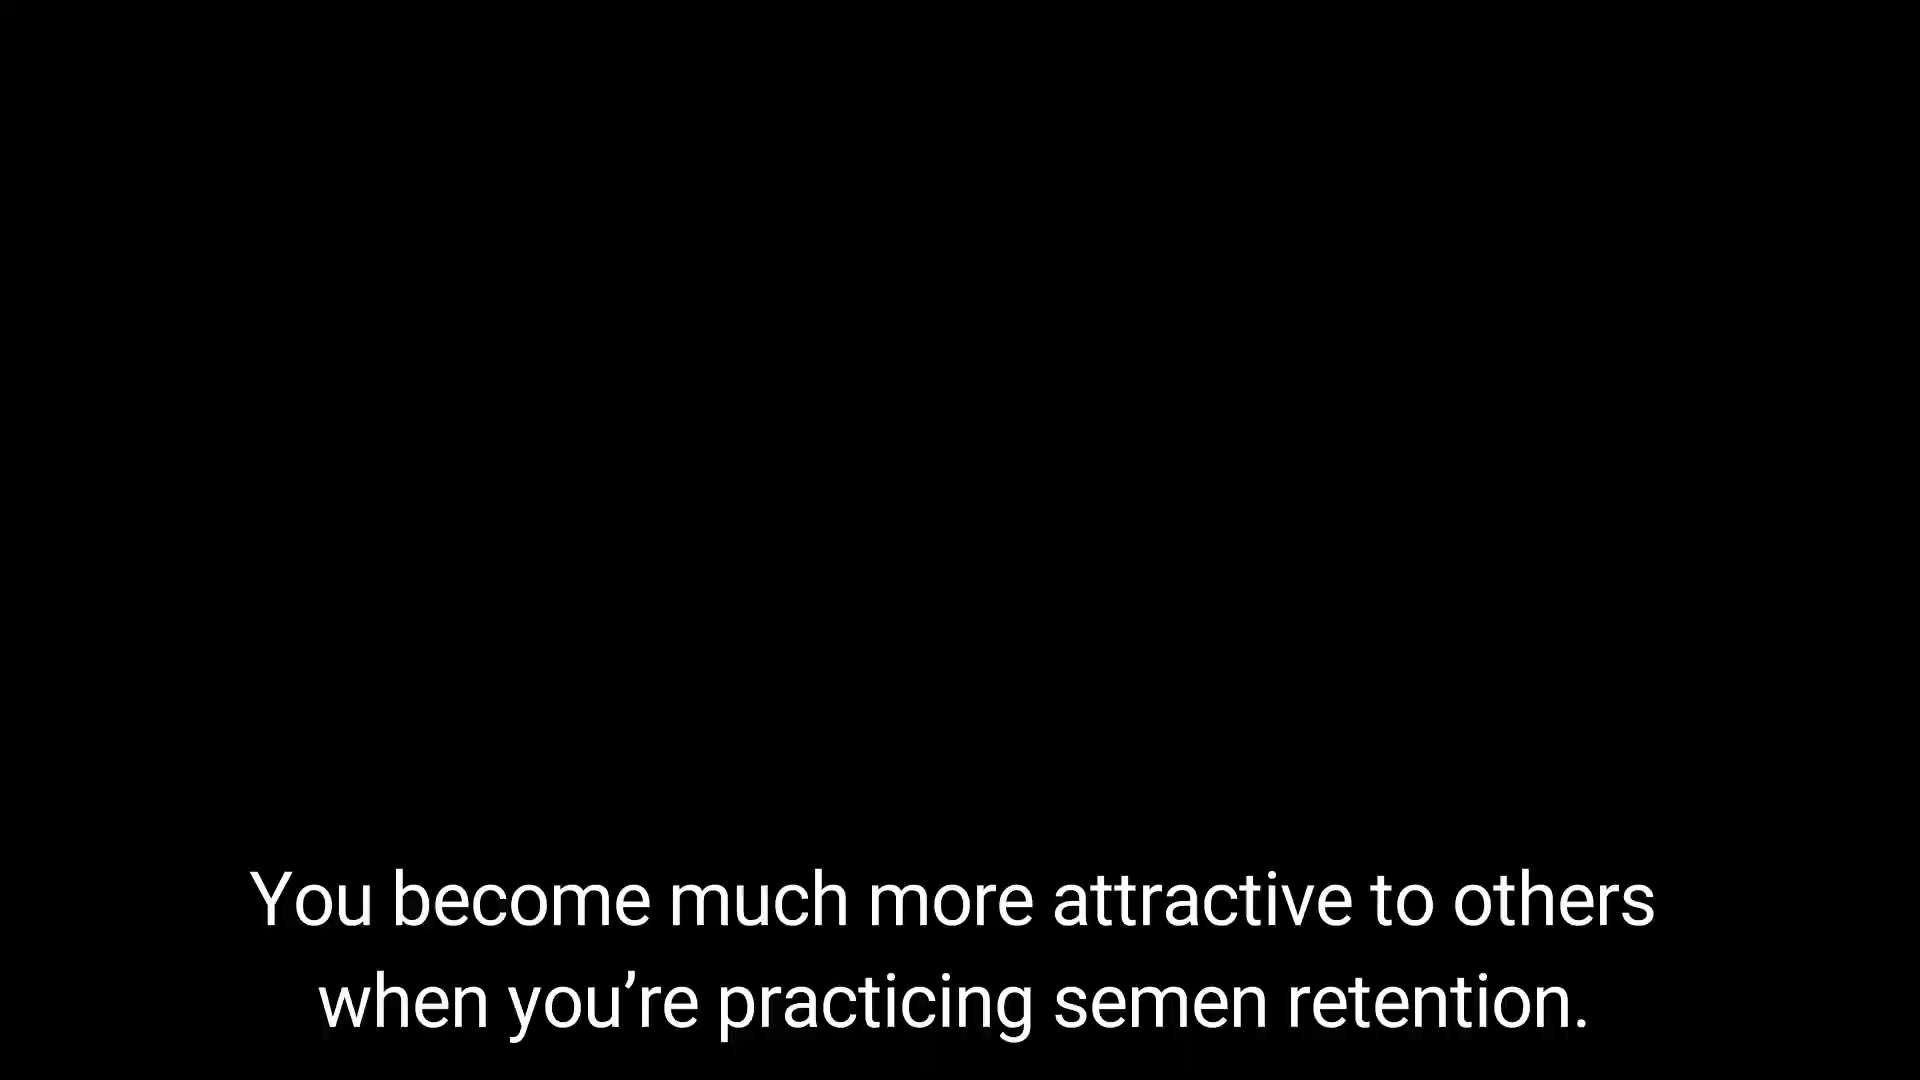 You become much more attractive to others
when you’re practicing semen retention.